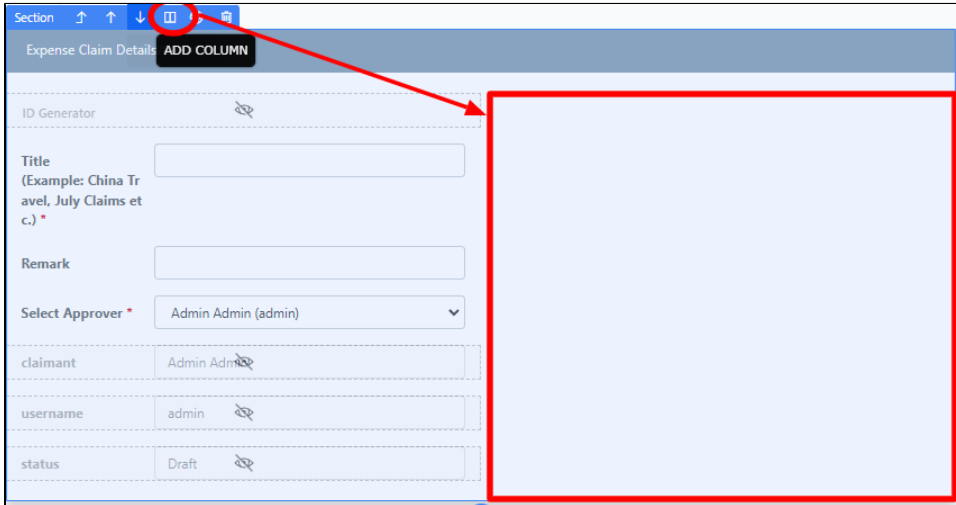 Section
Expense Claim Details
ADD COLUMN
ID Generator
Title
(Example: China Tr
avel, July Claims et
c.) *
Remark
Select Approver *
Admin Admin (admin)
claimant
Admin Admin
username
admin
status
Draft